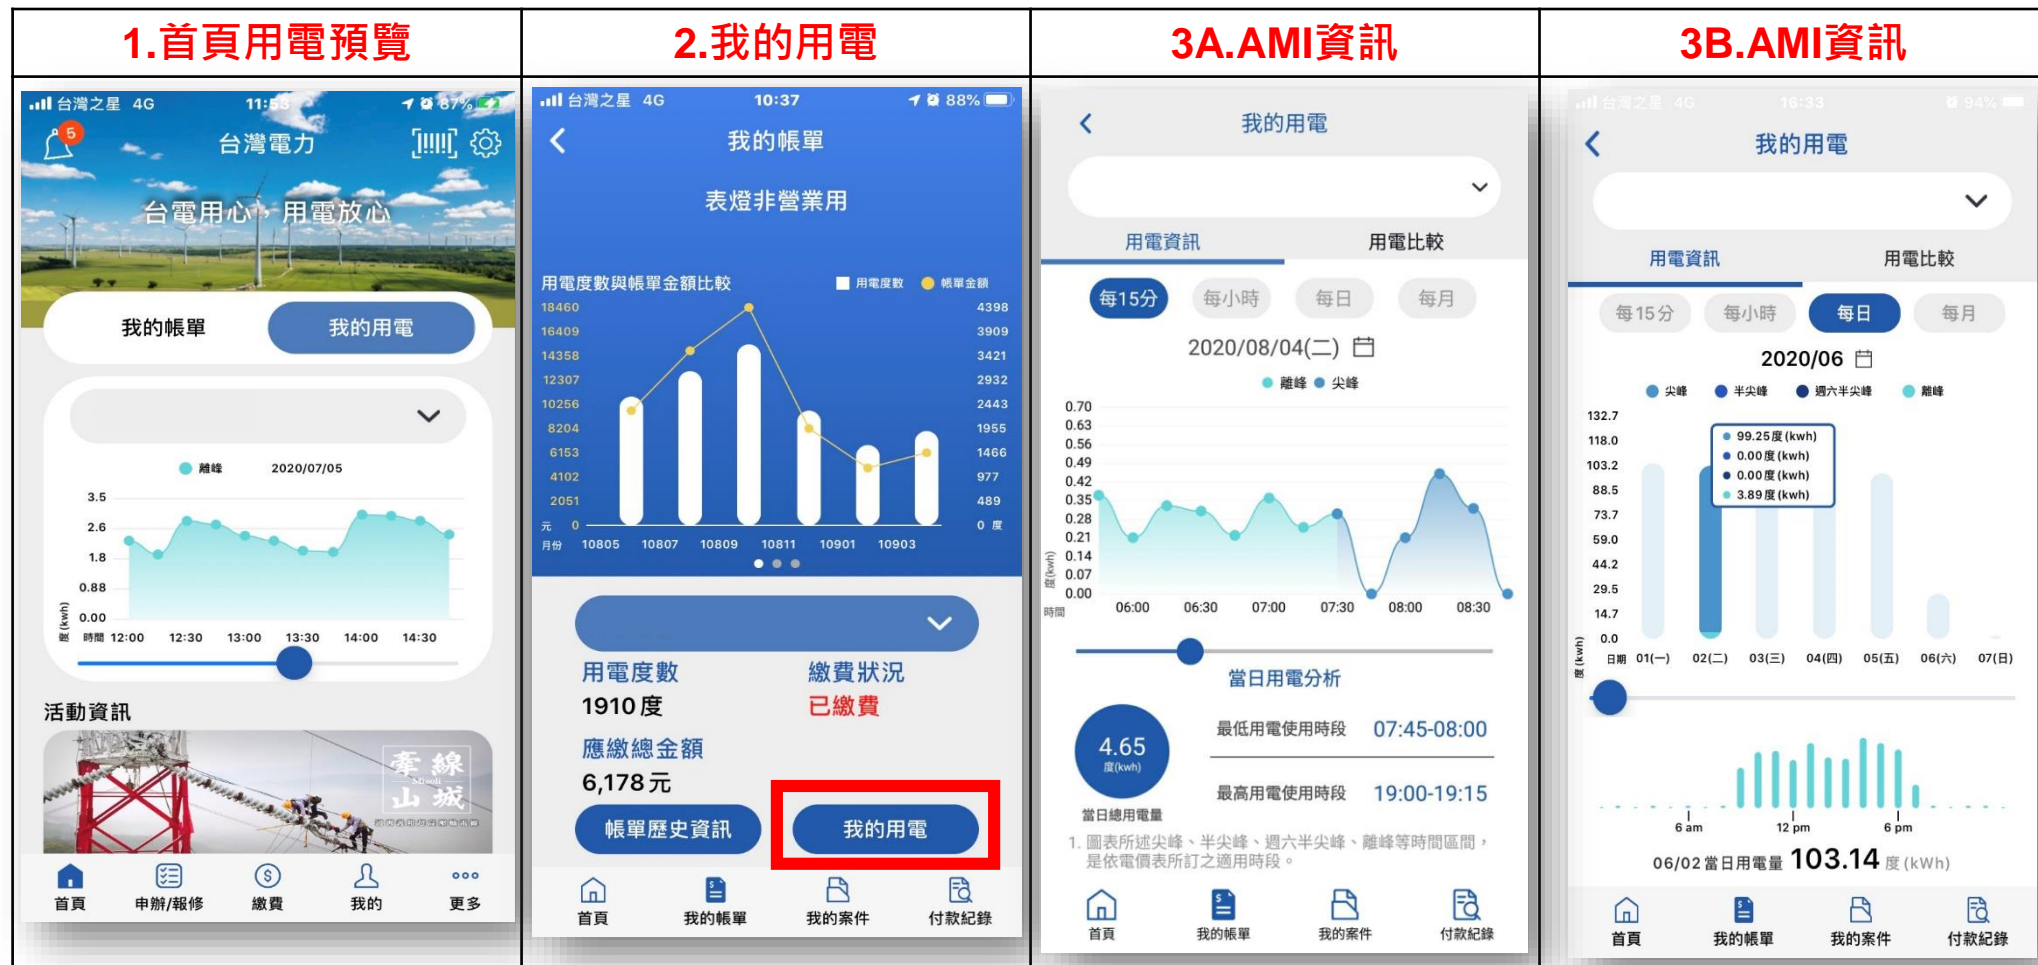 1.首頁用電預覽
2.我的用電
3A.AMI資訊
3B.AMI資訊
台灣之星 4G 11:53 87%
5
台灣電力
台電用心，用電放心
我的帳單 我的用電
離峰 2020/07/05
3.5
2.6
1.8
0.88
0.00
度(kwh)
時間 12:00 12:30 13:00 13:30 14:00 14:30
活動資訊
牽線
山城
首頁 申辦/報修 繳費 我的 更多
台灣之星 4G 10:37 88%
我的帳單
表燈非營業用
用電度數與帳單金額比較 用電度數 帳單金額
18460 4398
16409 3909
14358 3421
12307 2932
10256 2443
8204 1955
6153 1466
4102 977
2051 489
元 0 0 度
月份 10805 10807 10809 10811 10901 10903
用電度數 繳費狀況
1910度 已繳費
應繳總金額
6,178元
帳單歷史資訊 我的用電
首頁 我的帳單 我的案件 付款紀錄
我的用電
用電資訊 用電比較
每15分 每小時 每日 每月
2020/08/04(二)
離峰 尖峰
0.70
0.63
0.56
0.49
0.42
0.35
0.28
0.21
0.14
0.07
0.00
度(kwh)
時間 06:00 06:30 07:00 07:30 08:00 08:30
當日用電分析
4.65
度(kwh)
當日總用電量
最低用電使用時段 07:45-08:00
最高用電使用時段 19:00-19:15
1. 圖表所述尖峰、半尖峰、週六半尖峰、離峰等時間區間，
是依電價表所訂之適用時段。
首頁 我的帳單 我的案件 付款紀錄
台灣之星 4G 16:33 94%
我的用電
用電資訊 用電比較
每15分 每小時 每日 每月
2020/06
尖峰 半尖峰 週六半尖峰 離峰
132.7
118.0
103.2
88.5
73.7
59.0
44.2
29.5
14.7
0.0
度(kwh)
99.25度(kwh)
0.00度(kwh)
0.00度(kwh)
3.89度(kwh)
日期 01(一) 02(二) 03(三) 04(四) 05(五) 06(六) 07(日)
6 am 12 pm 6 pm
06/02當日用電量 103.14 度(kWh)
首頁 我的帳單 我的案件 付款紀錄